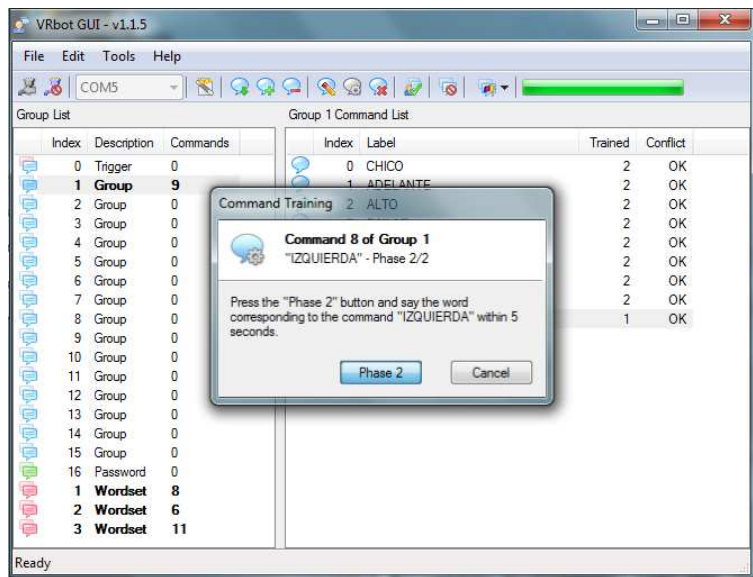 VRbot GUI - v1.1.5
File Edit Tools Help
COM5
Group List
Group 1 Command List
Index Description Commands
Index Label Trained Conflict
0 Trigger 0
0 CHICO 2 OK
1 Group 9
1 ADELANTE 2 OK
2 Group 0
2 ALTO 2 OK
3 Group 0
2 OK
4 Group 0
2 OK
5 Group 0
2 OK
6 Group 0
2 OK
7 Group 0
2 OK
8 Group 0
1 OK
9 Group 0
10 Group 0
11 Group 0
12 Group 0
13 Group 0
14 Group 0
15 Group 0
16 Password 0
1 Wordset 8
2 Wordset 6
3 Wordset 11
Command Training
Command 8 of Group 1
"IZQUIERDA" - Phase 2/2
Press the "Phase 2" button and say the word
corresponding to the command "IZQUIERDA" within 5
seconds.
Phase 2 Cancel
Ready